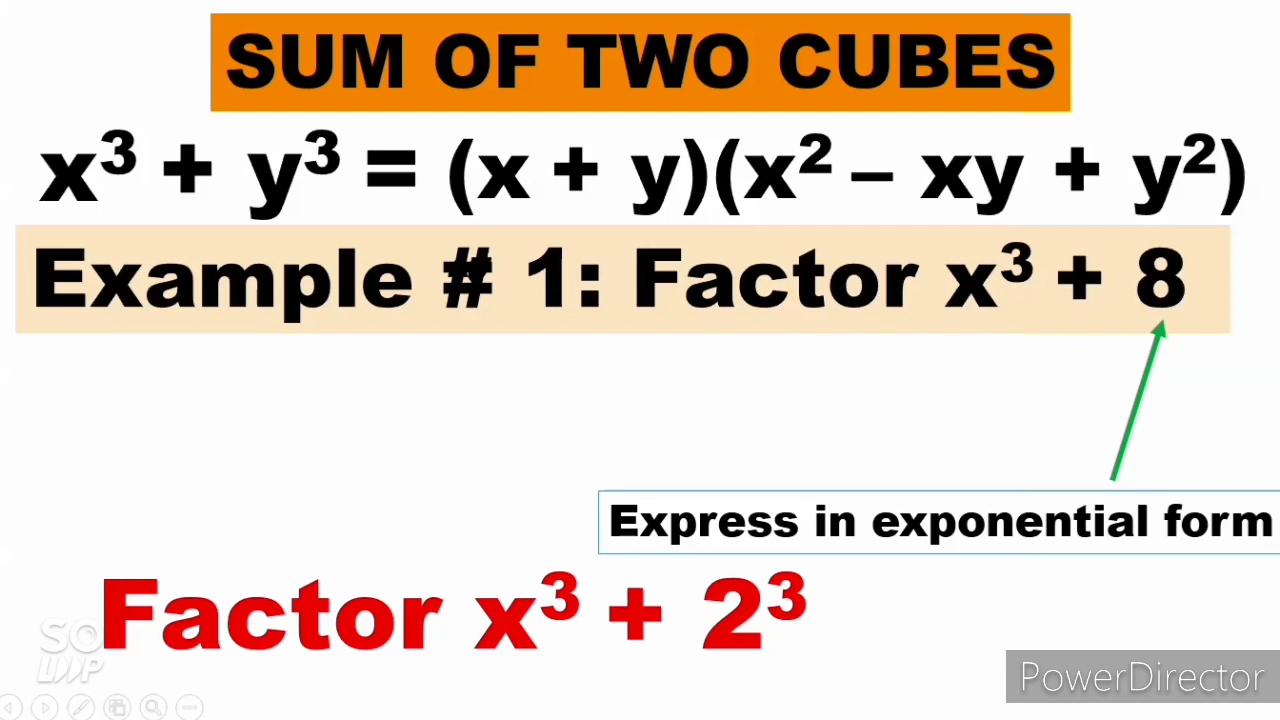 SUM OF TWO CUBES
x³ + y³ = (x + y)(x² – xy + y²)
Example # 1: Factor x³ + 8
Express in exponential form
Factor x³ + 2³
SO
PowerDirector